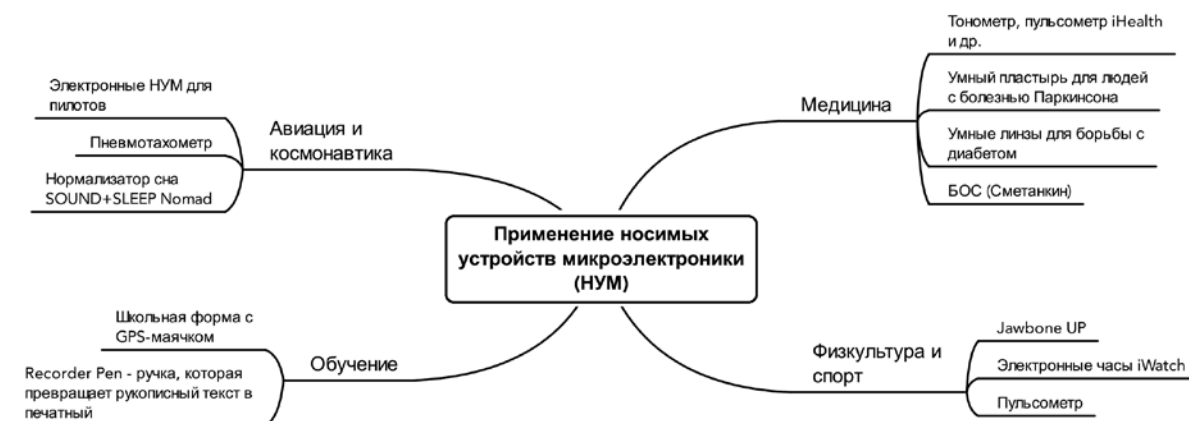 Тонометр, пульсометр iHealth
и др.
Умный пластырь для людей
с болезнью Паркинсона
Медицина
Умные линзы для борьбы с
диабетом
БОС (Сметанкин)
Электронные НУМ для
пилотов
Пневмотахометр
Нормализатор сна
SOUND+SLEEP Nomad
Авиация и
космонавтика
Применение носимых
устройств микроэлектроники
(НУМ)
Школьная форма с
GPS-маячком
Recorder Pen - ручка, которая
превращает рукописный текст в
печатный
Обучение
Физкультура и
спорт
Jawbone UP
Электронные часы iWatch
Пульсометр